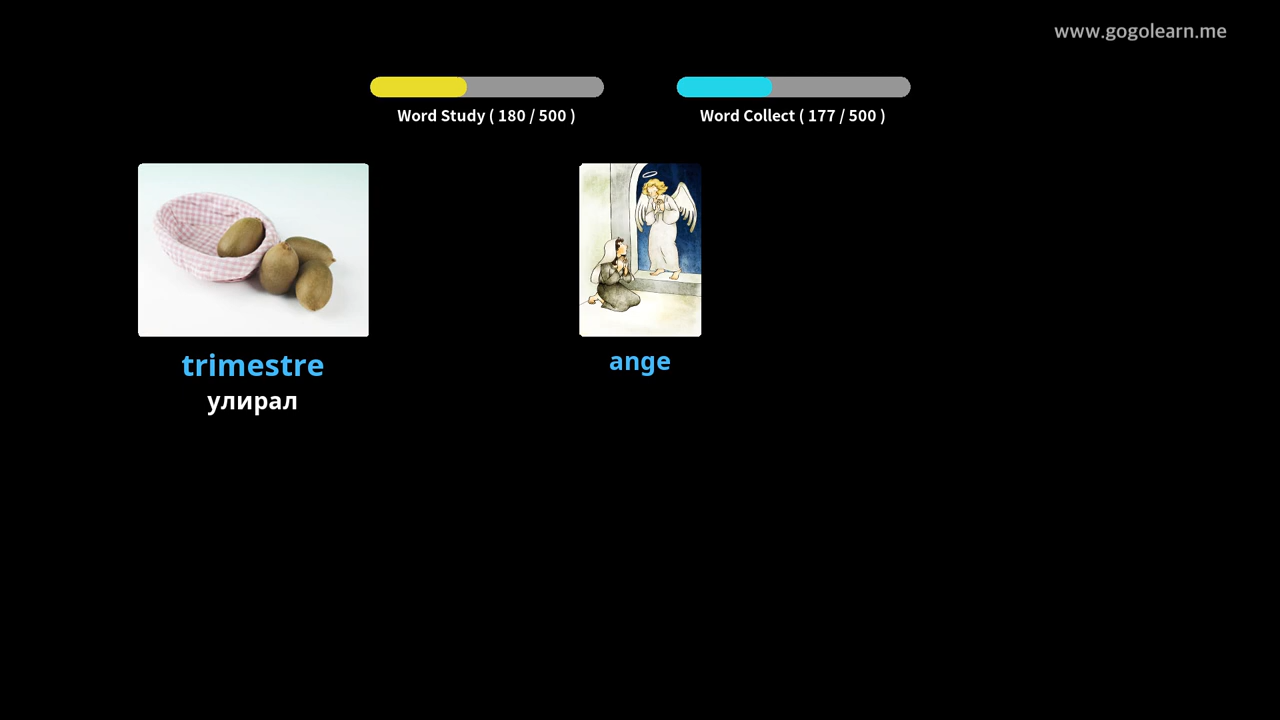 www.gogolearn.me
Word Study ( 180 / 500 )
Word Collect ( 177 / 500 )
trimestre
улирал
ange